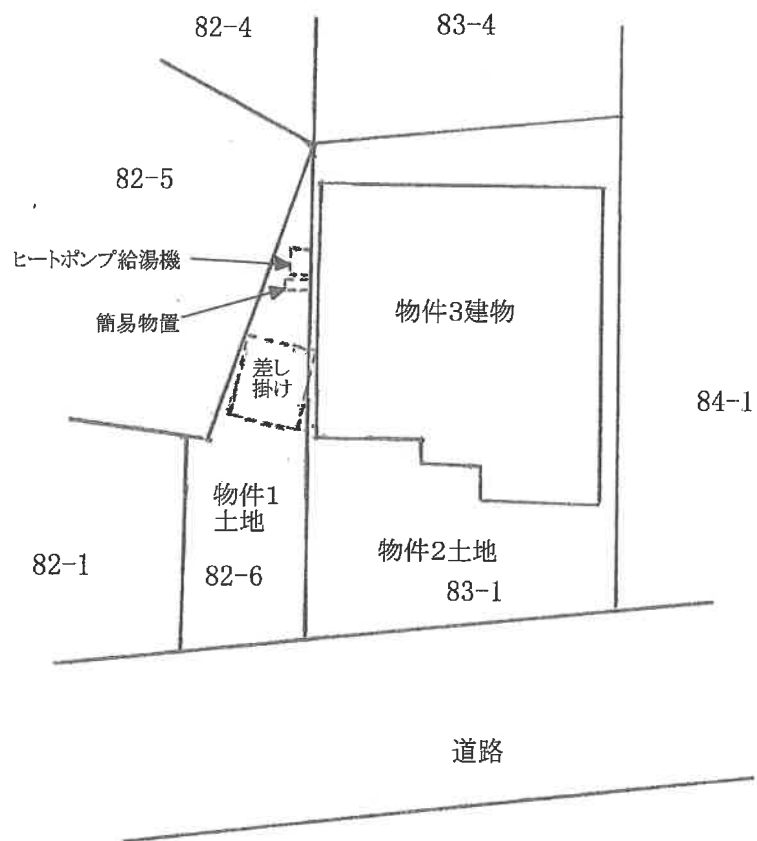 82-4
83-4
82-5
ヒートポンプ給湯機
簡易物置
物件3建物
差し
掛け
84-1
物件1
土地
物件2土地
82-1
82-6
83-1
道路